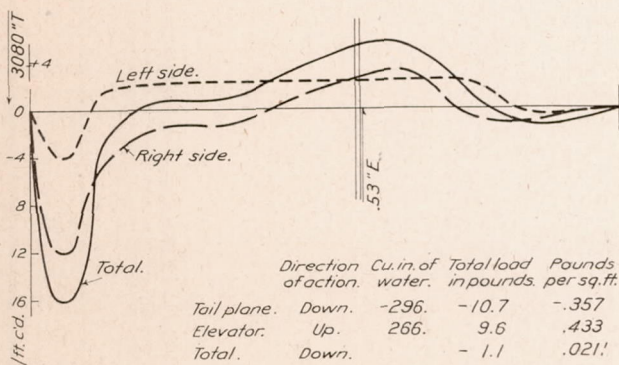 3080"T
+4
Left side.
0
-4
Right side.
.53"E
8
12
Total.
16
/ft. c'd.
Direction of action. Cu. in. of water. Total load in pounds. Pounds per sq. ft.
Tail plane. Down. -296. -10.7 -.357
Elevator. Up. 266. 9.6 .433
Total. Down. - 1.1 .021!